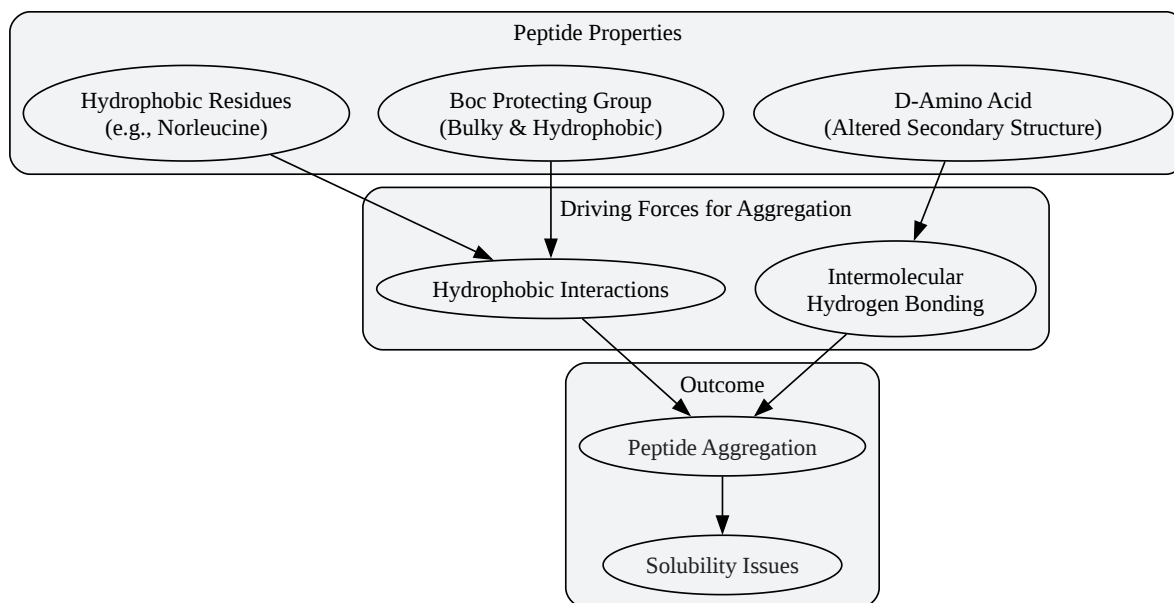 Peptide Properties
Hydrophobic Residues
(e.g., Norleucine)
Boc Protecting Group
(Bulky & Hydrophobic)
D-Amino Acid
(Altered Secondary Structure)
Driving Forces for Aggregation
Hydrophobic Interactions
Intermolecular
Hydrogen Bonding
Outcome
Peptide Aggregation
Solubility Issues